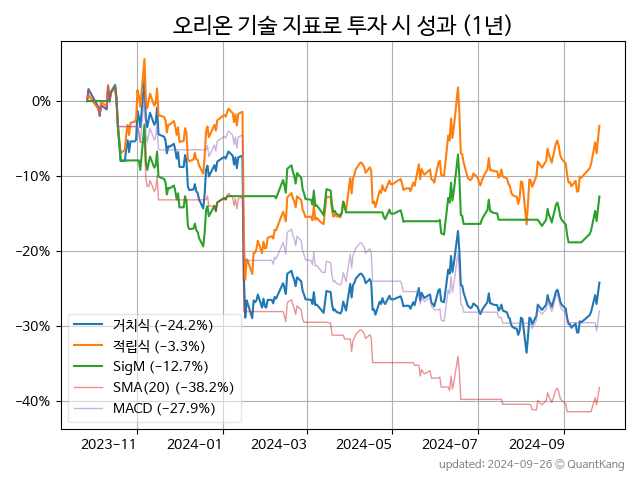 오리온 기술 지표로 투자 시 성과 (1년)
0%
−10%
−20%
−30%
−40%
거치식 (−24.2%)
적립식 (−3.3%)
SigM (−12.7%)
SMA(20) (−38.2%)
MACD (−27.9%)
2023-11 2024-01 2024-03 2024-05 2024-07 2024-09
updated: 2024-09-26 © QuantKang